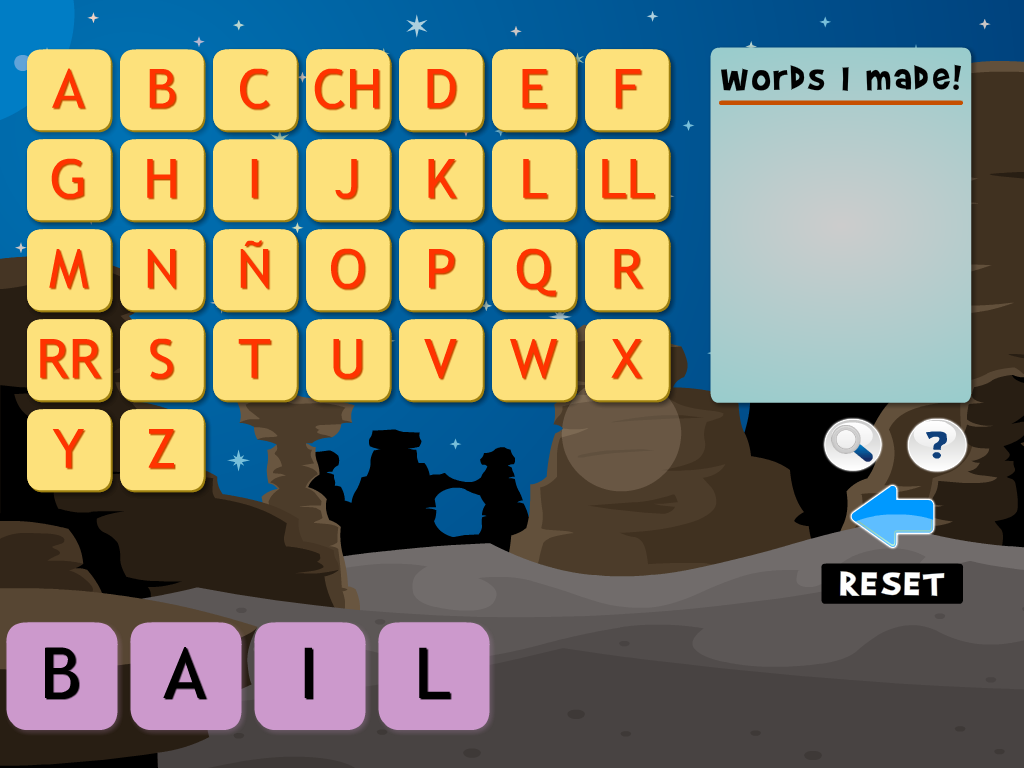 A B C CH D E F
G H I J K L LL
M N Ñ O P Q R
RR S T U V W X
Y Z
words I made!
?
RESET
B A I L